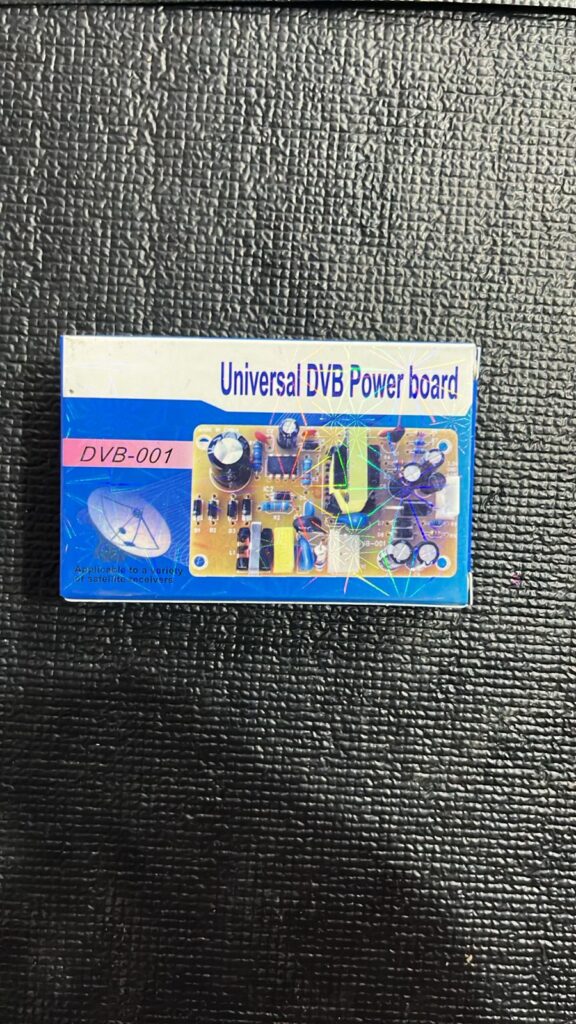 Universal DVB Power board
DVB-001
Applicable to a variety
of satellite receivers